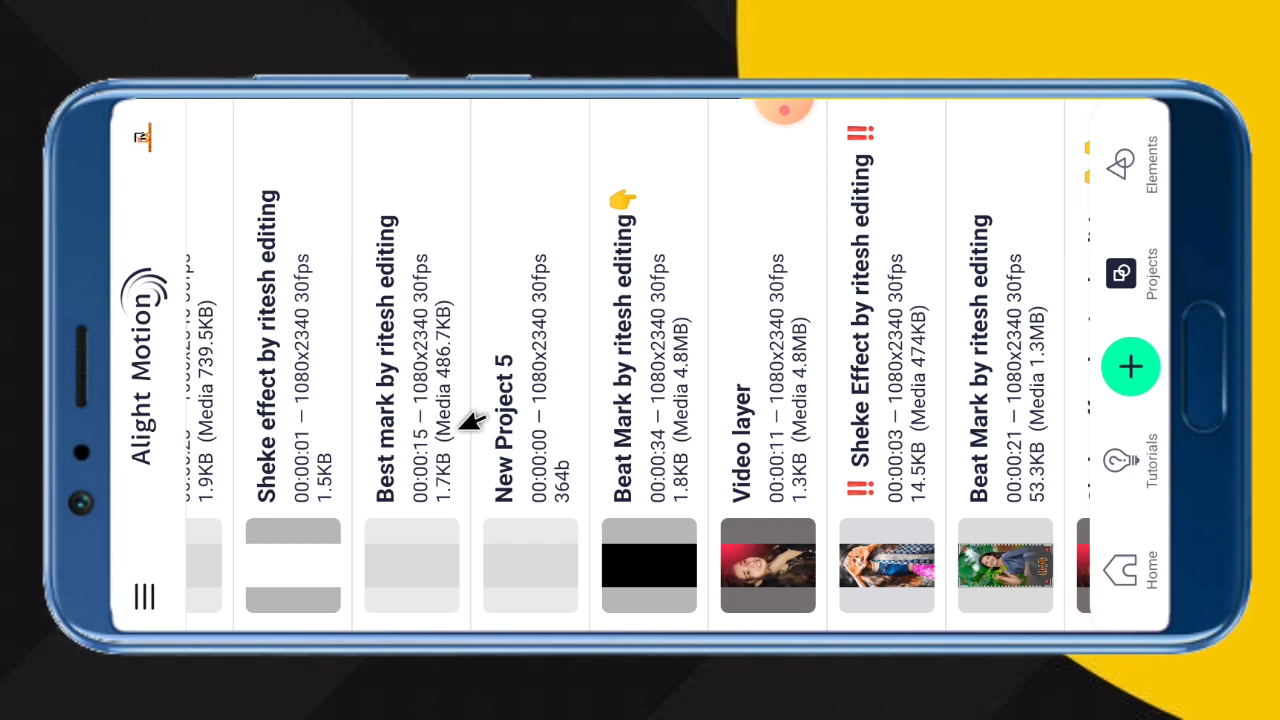 Alight Motion
1.9KB (Media 739.5KB)
Sheke effect by ritesh editing
00:00:01 – 1080x2340 30fps
1.5KB
Best mark by ritesh editing
00:00:15 – 1080x2340 30fps
1.7KB (Media 486.7KB)
New Project 5
00:00:00 – 1080x2340 30fps
364b
Beat Mark by ritesh editing 👉
00:00:34 – 1080x2340 30fps
1.8KB (Media 4.8MB)
Video layer
00:00:11 – 1080x2340 30fps
1.3KB (Media 4.8MB)
‼️ Sheke Effect by ritesh editing ‼️
00:00:03 – 1080x2340 30fps
14.5KB (Media 474KB)
Beat Mark by ritesh editing
00:00:21 – 1080x2340 30fps
53.3KB (Media 1.3MB)
Home
Tutorials
Projects
Elements